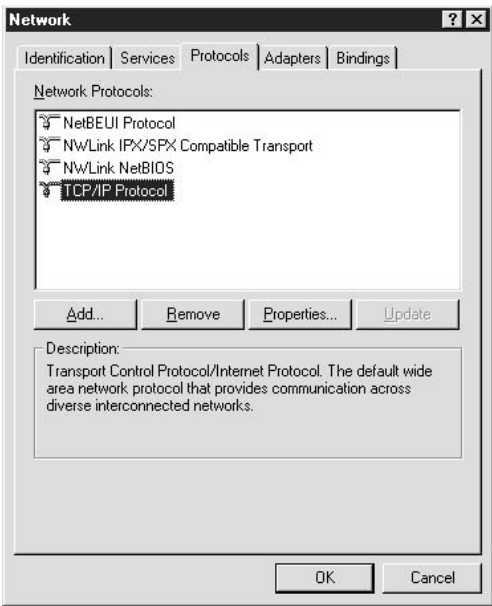 Network
Identification Services Protocols Adapters Bindings
Network Protocols:
NetBEUI Protocol
NWLink IPX/SPX Compatible Transport
NWLink NetBIOS
TCP/IP Protocol
Add... Remove Properties... Update
Description:
Transport Control Protocol/Internet Protocol. The default wide
area network protocol that provides communication across
diverse interconnected networks.
OK Cancel